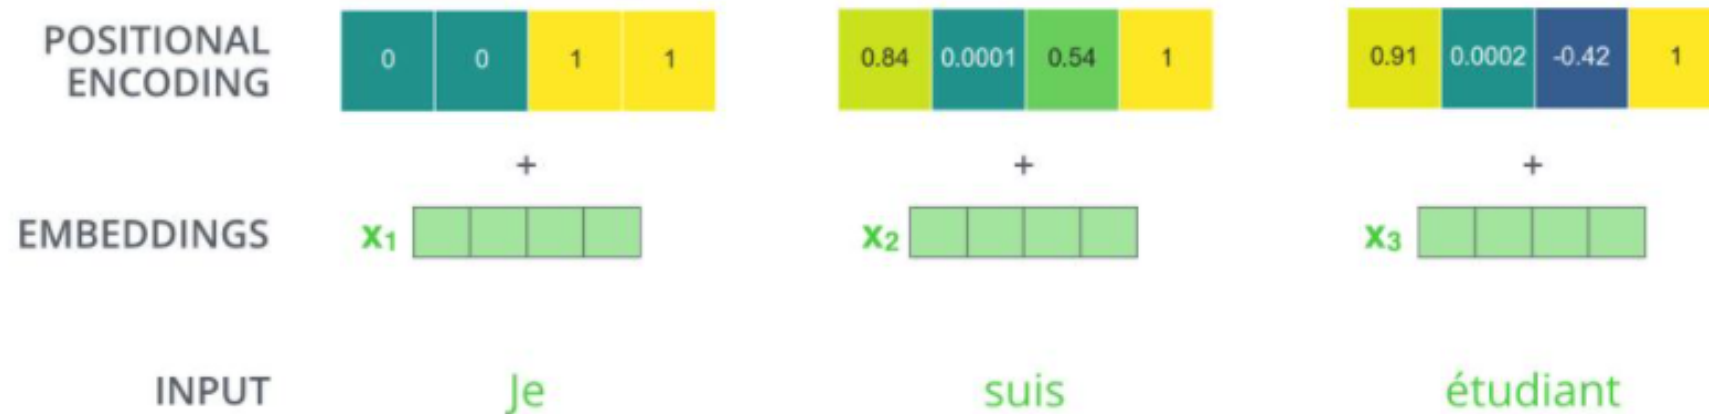 POSITIONAL
ENCODING
0 0 1 1
0.84 0.0001 0.54 1
0.91 0.0002 -0.42 1
+ + +
EMBEDDINGS
x1
x2
x3
INPUT
Je
suis
étudiant